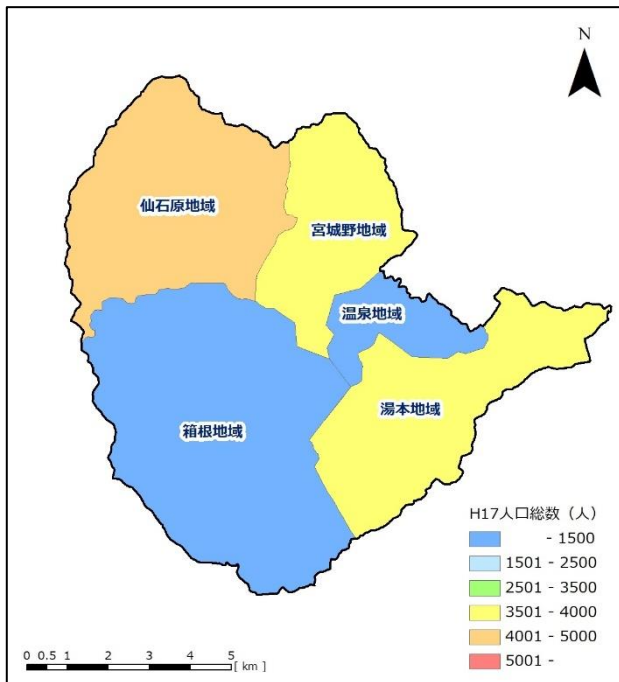 N
仙石原地域
宮城野地域
温泉地域
箱根地域
湯本地域
H17人口総数（人）
- 1500
1501 - 2500
2501 - 3500
3501 - 4000
4001 - 5000
5001 -
0 0.5 1 2 3 4 5
[ km ]